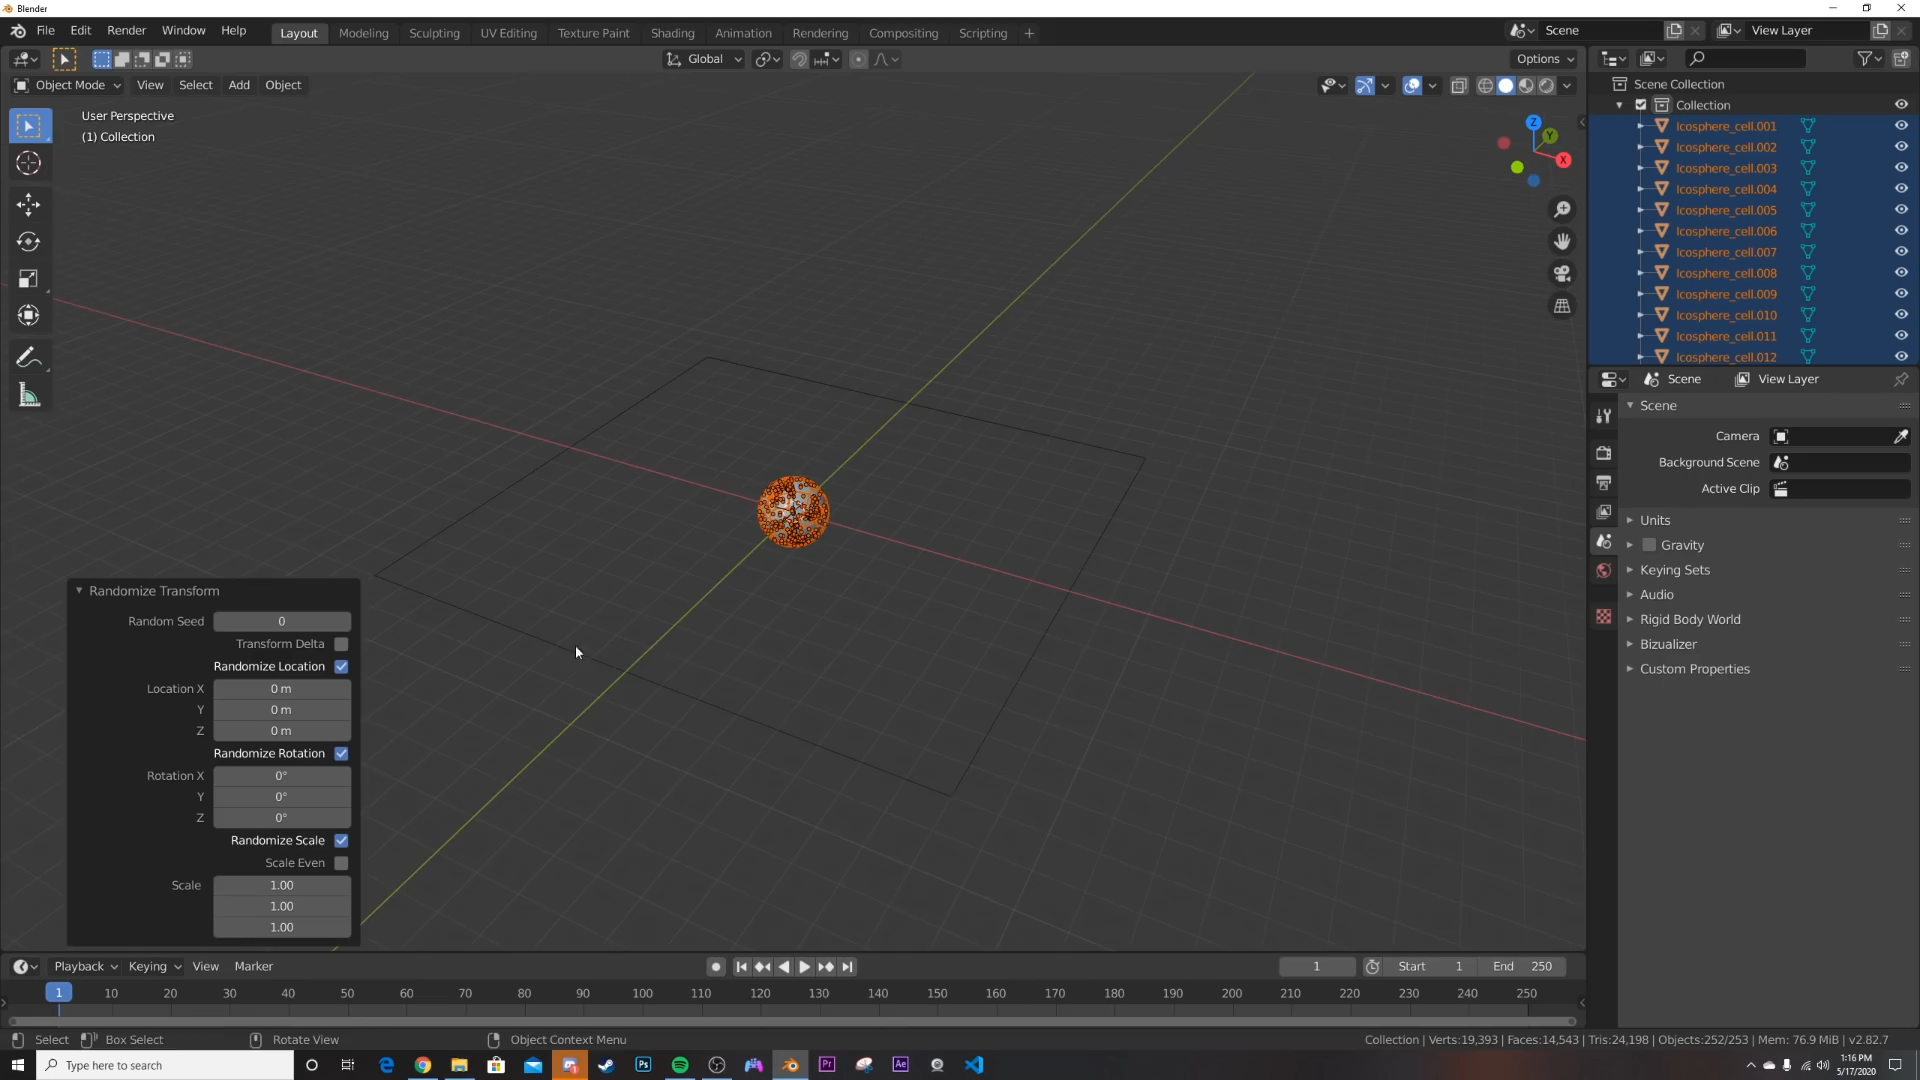 Blender
File Edit Render Window Help Layout Modeling Sculpting UV Editing Texture Paint Shading Animation Rendering Compositing Scripting + Scene View Layer
Global Options
Object Mode View Select Add Object
User Perspective
(1) Collection
Z
Y
X
Scene Collection
Collection
Icosphere_cell.001
Icosphere_cell.002
Icosphere_cell.003
Icosphere_cell.004
Icosphere_cell.005
Icosphere_cell.006
Icosphere_cell.007
Icosphere_cell.008
Icosphere_cell.009
Icosphere_cell.010
Icosphere_cell.011
Icosphere_cell.012
Scene View Layer
Scene
Camera
Background Scene
Active Clip
Units
Gravity
Keying Sets
Audio
Rigid Body World
Bizualizer
Custom Properties
Randomize Transform
Random Seed 0
Transform Delta
Randomize Location
Location X 0 m
Y 0 m
Z 0 m
Randomize Rotation
Rotation X 0°
Y 0°
Z 0°
Randomize Scale
Scale Even
Scale 1.00
1.00
1.00
Playback Keying View Marker 1 Start 1 End 250
1 10 20 30 40 50 60 70 80 90 100 110 120 130 140 150 160 170 180 190 200 210 220 230 240 250
Select Box Select Rotate View Object Context Menu Collection | Verts:19,393 | Faces:14,543 | Tris:24,198 | Objects:252/253 | Mem: 76.9 MiB | v2.82.7
Type here to search
Ps
Pr
Ae
1:16 PM
5/17/2020